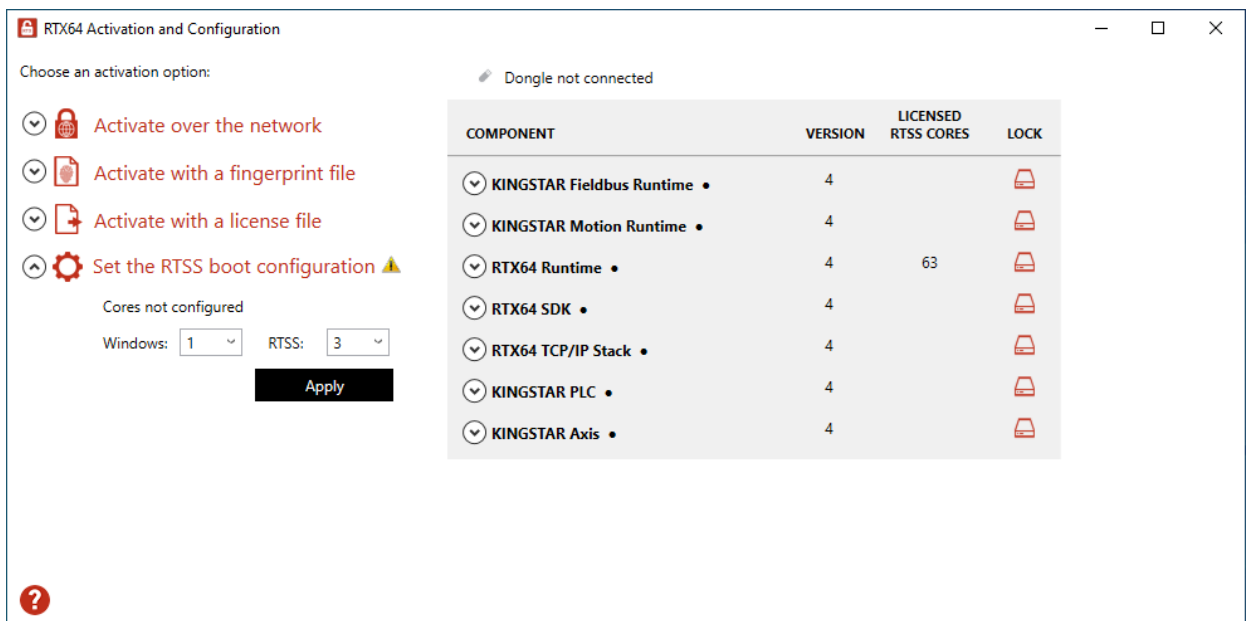 RTX64 Activation and Configuration
Choose an activation option:
Activate over the network
Activate with a fingerprint file
Activate with a license file
Set the RTSS boot configuration
Cores not configured
Windows: 1 RTSS: 3
Apply
Dongle not connected
COMPONENT VERSION LICENSED RTSS CORES LOCK
KINGSTAR Fieldbus Runtime • 4
KINGSTAR Motion Runtime • 4
RTX64 Runtime • 4 63
RTX64 SDK • 4
RTX64 TCP/IP Stack • 4
KINGSTAR PLC • 4
KINGSTAR Axis • 4
?